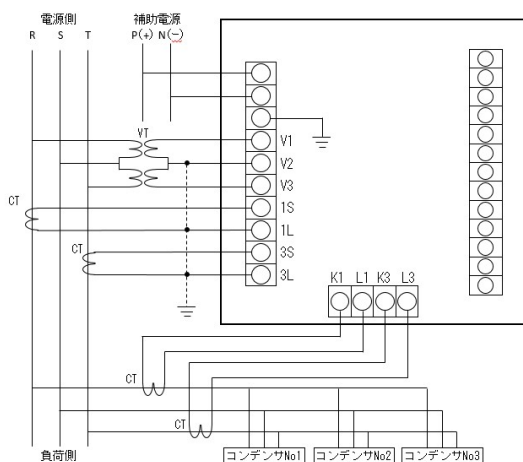 電源側
補助電源
R S T
P(+) N(−)
VT
V1
V2
V3
CT
1S
1L
CT
3S
3L
K1 L1 K3 L3
CT
CT
負荷側
コンデンサNo1
コンデンサNo2
コンデンサNo3